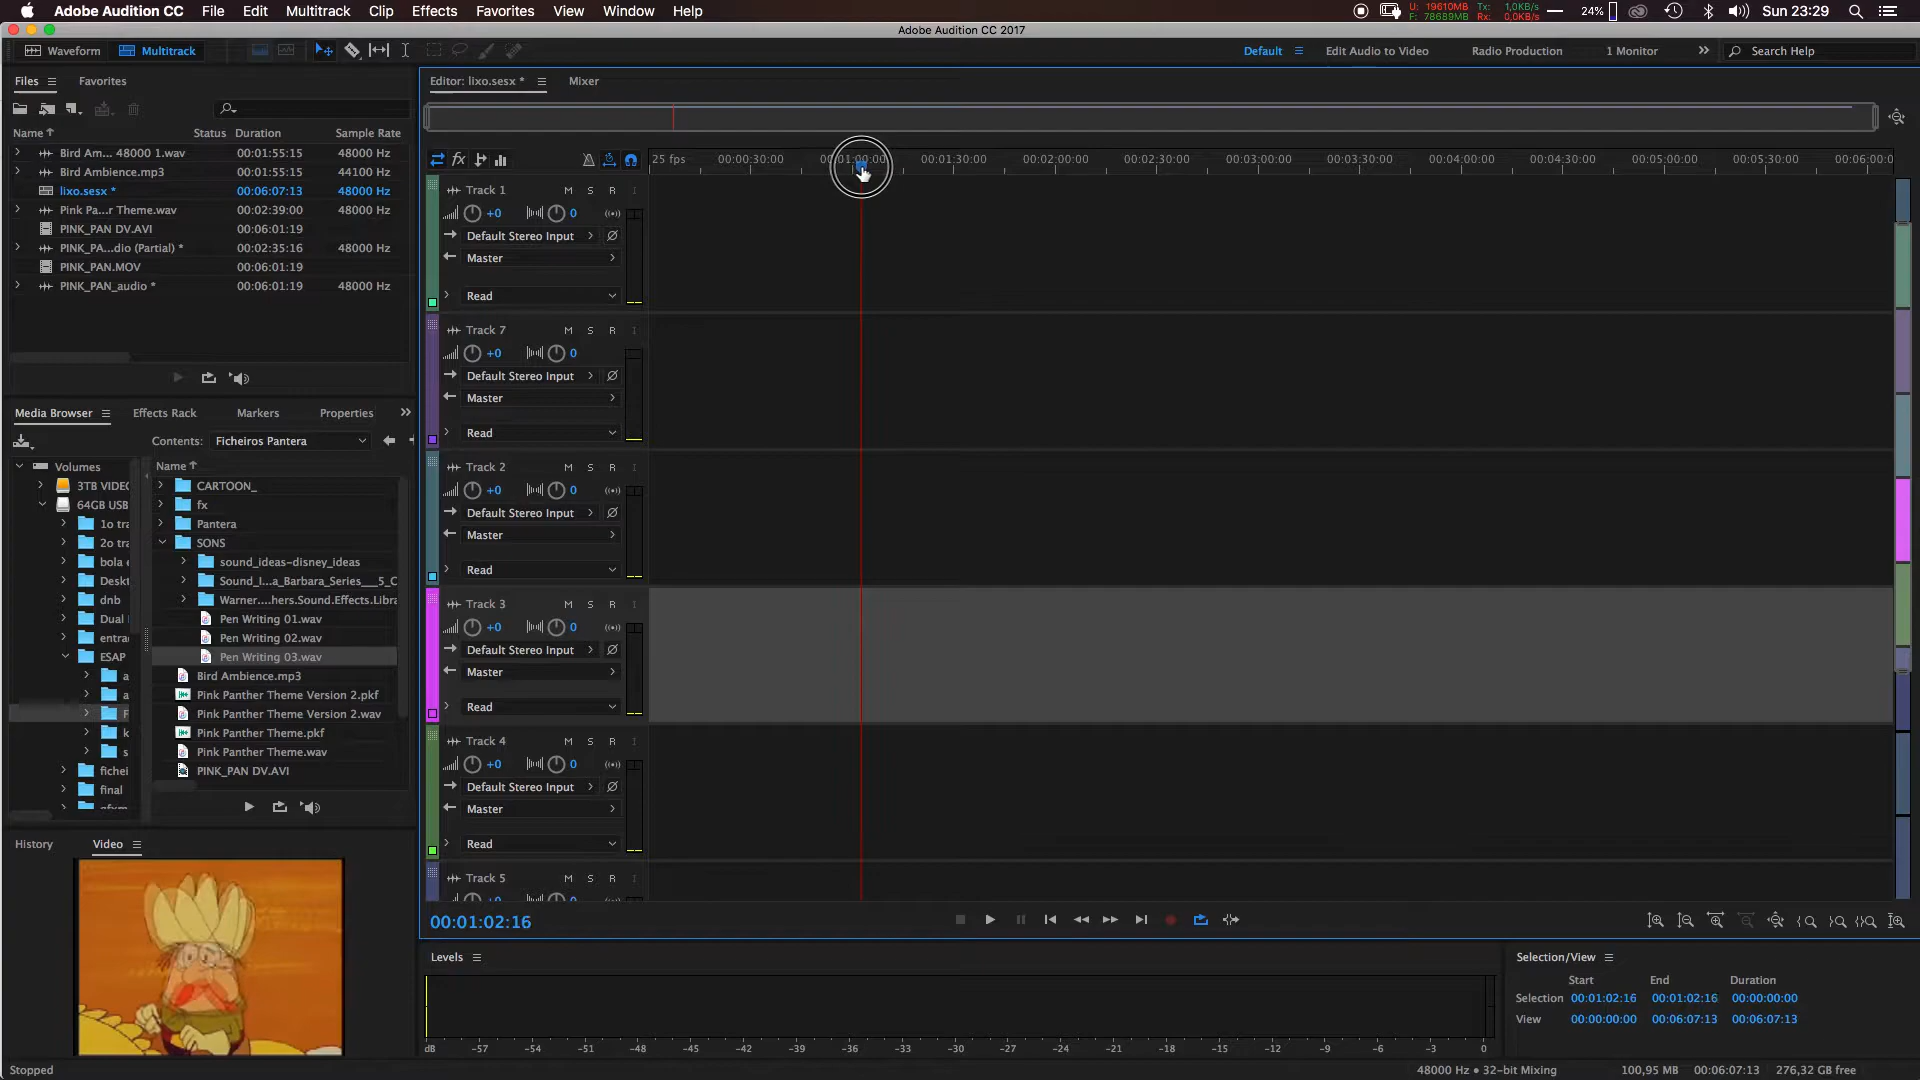 Adobe Audition CC File Edit Multitrack Clip Effects Favorites View Window Help
U: 19610MB Tx: 1,0KB/s
F: 78689MB Rx: 0,0KB/s
24% Sun 23:29
Adobe Audition CC 2017
Waveform Multitrack Default Edit Audio to Video Radio Production 1 Monitor Search Help
Files Favorites
Editor: lixo.sesx * Mixer
Name Status Duration Sample Rate
Bird Am... 48000 1.wav 00:01:55:15 48000 Hz
Bird Ambience.mp3 00:01:55:15 44100 Hz
lixo.sesx * 00:06:07:13 48000 Hz
Pink Pa...r Theme.wav 00:02:39:00 48000 Hz
PINK_PAN DV.AVI 00:06:01:19
PINK_PA...dio (Partial) * 00:02:35:16 48000 Hz
PINK_PAN.MOV 00:06:01:19
PINK_PAN_audio * 00:06:01:19 48000 Hz
fx 25 fps 00:00:30:00 00:01:00:00 00:01:30:00 00:02:00:00 00:02:30:00 00:03:00:00 00:03:30:00 00:04:00:00 00:04:30:00 00:05:00:00 00:05:30:00 00:06:00:0
Track 1 M S R I
+0 0
Default Stereo Input
Master
Read
Track 7 M S R I
+0 0
Default Stereo Input
Master
Read
Track 2 M S R I
+0 0
Default Stereo Input
Master
Read
Track 3 M S R I
+0 0
Default Stereo Input
Master
Read
Track 4 M S R I
+0 0
Default Stereo Input
Master
Read
Track 5 M S R I
Media Browser Effects Rack Markers Properties
Contents: Ficheiros Pantera
Volumes
3TB VIDEO
64GB USB
1o tra
2o tra
bola e
Deskt
dnb
Dual
entra
ESAP
a
a
F
k
s
fichei
final
Name
CARTOON_
fx
Pantera
SONS
sound_ideas-disney_ideas
Sound_I...a_Barbara_Series___5_C
Warner....hers.Sound.Effects.Libra
Pen Writing 01.wav
Pen Writing 02.wav
Pen Writing 03.wav
Bird Ambience.mp3
Pink Panther Theme Version 2.pkf
Pink Panther Theme Version 2.wav
Pink Panther Theme.pkf
Pink Panther Theme.wav
PINK_PAN DV.AVI
History Video
00:01:02:16
Levels
dB -57 -54 -51 -48 -45 -42 -39 -36 -33 -30 -27 -24 -21 -18 -15 -12 -9 -6 -3 0
Selection/View
Start End Duration
Selection 00:01:02:16 00:01:02:16 00:00:00:00
View 00:00:00:00 00:06:07:13 00:06:07:13
Stopped 48000 Hz • 32-bit Mixing 100,95 MB 00:06:07:13 276,32 GB free